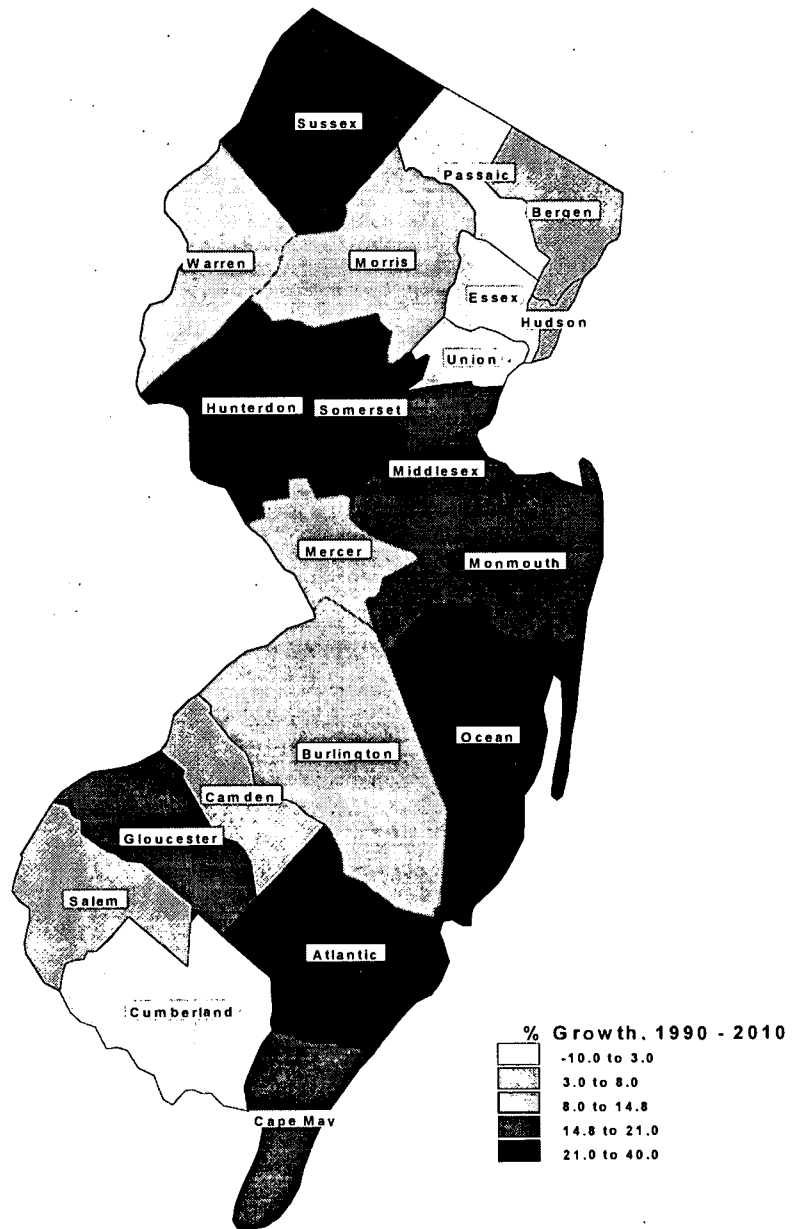 Sussex
Passaic
Bergen
Warren
Morris
Essex
Hudson
Union
Hunterdon
Somerset
Middlesex
Mercer
Monmouth
Ocean
Burlington
Camden
Gloucester
Salem
Atlantic
Cumberland
Cape May
% Growth, 1990 - 2010
-10.0 to 3.0
3.0 to 8.0
8.0 to 14.8
14.8 to 21.0
21.0 to 40.0